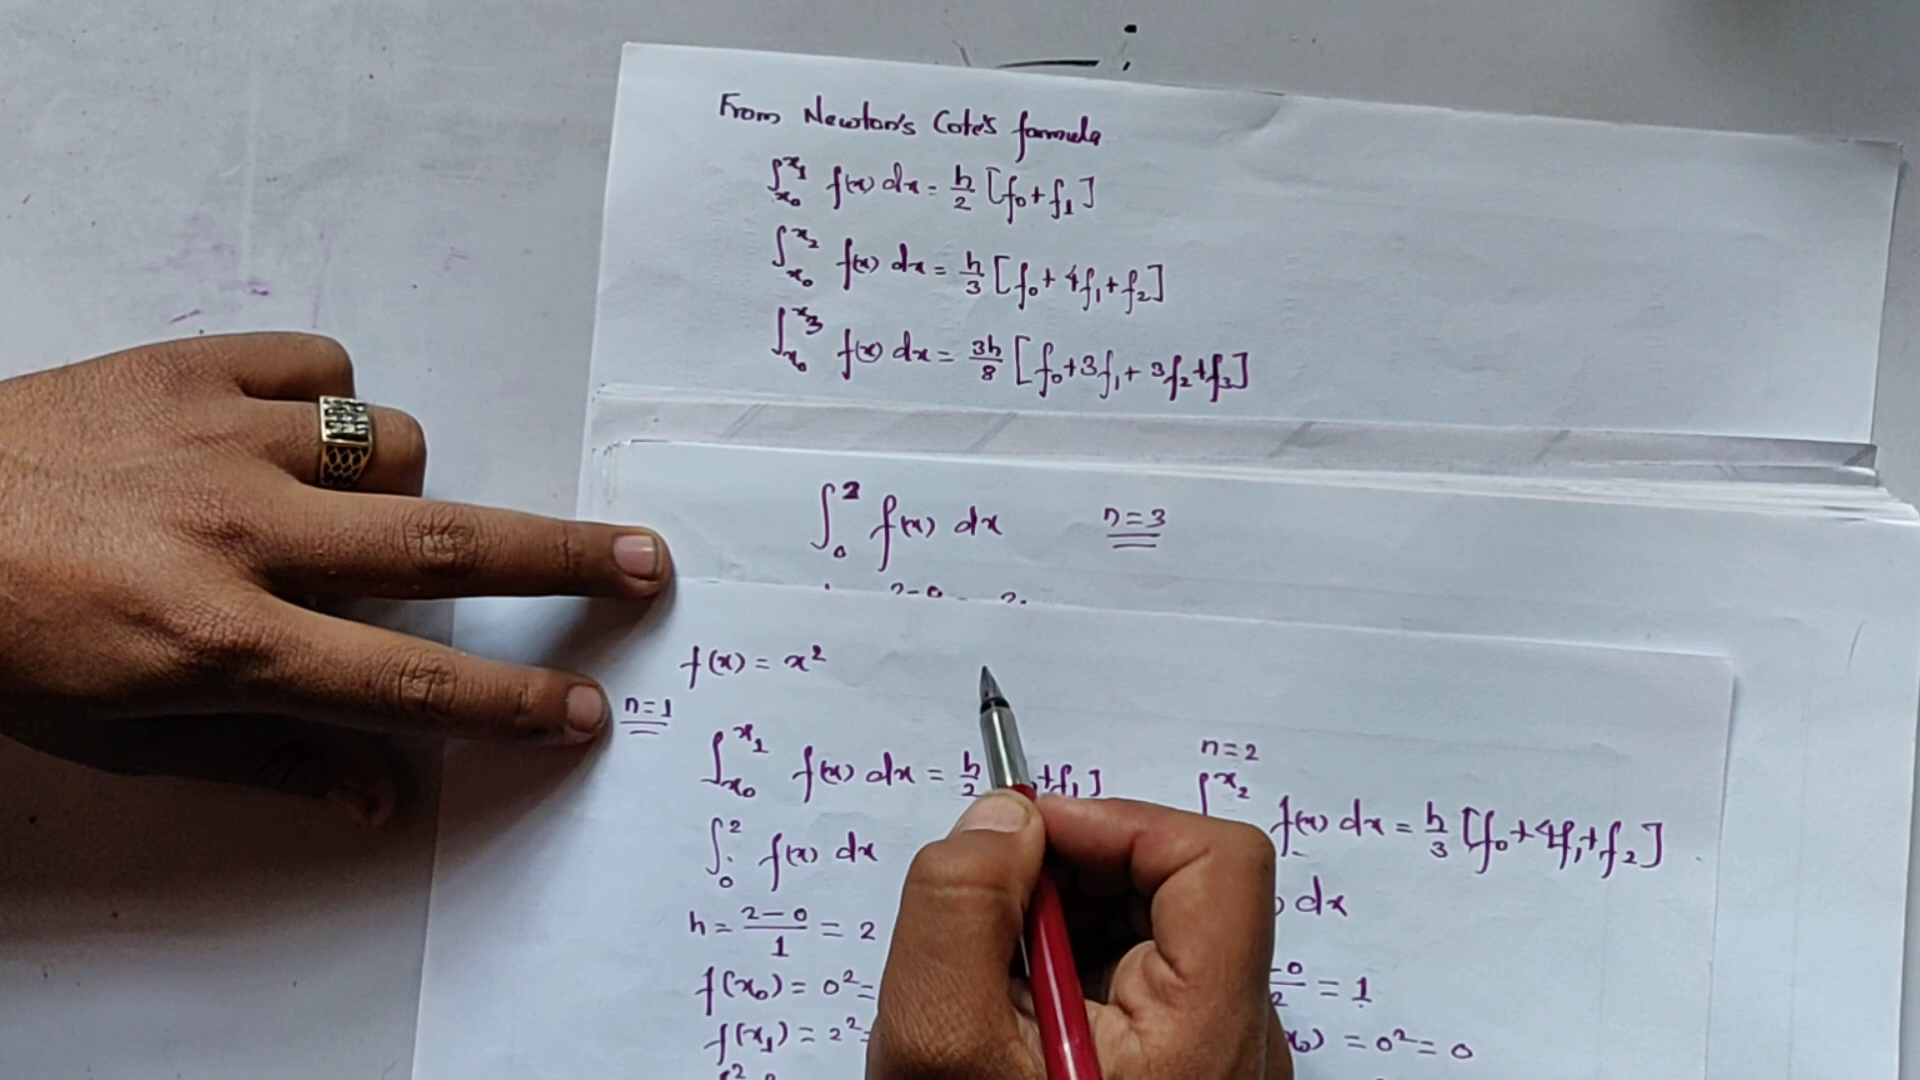 From Newton's Cote's formula
∫_{x₀}^{x₁} f(x) dx = h/2 [f₀+f₁]
∫_{x₀}^{x₂} f(x) dx = h/3 [f₀+4f₁+f₂]
∫_{x₀}^{x₃} f(x) dx = 3h/8 [f₀+3f₁+3f₂+f₃]
∫_0^2 f(x) dx n=3
f(x) = x²
n=1
∫_{x₀}^{x₁} f(x) dx = h/2 +f₁]
∫_0^2 f(x) dx
h = (2-0)/1 = 2
f(x₀) = 0² =
f(x₁) = 2² =
n=2
∫^{x₂} f(x) dx = h/3 [f₀+4f₁+f₂]
) dx
-0/2 = 1
x₀) = 0² = 0